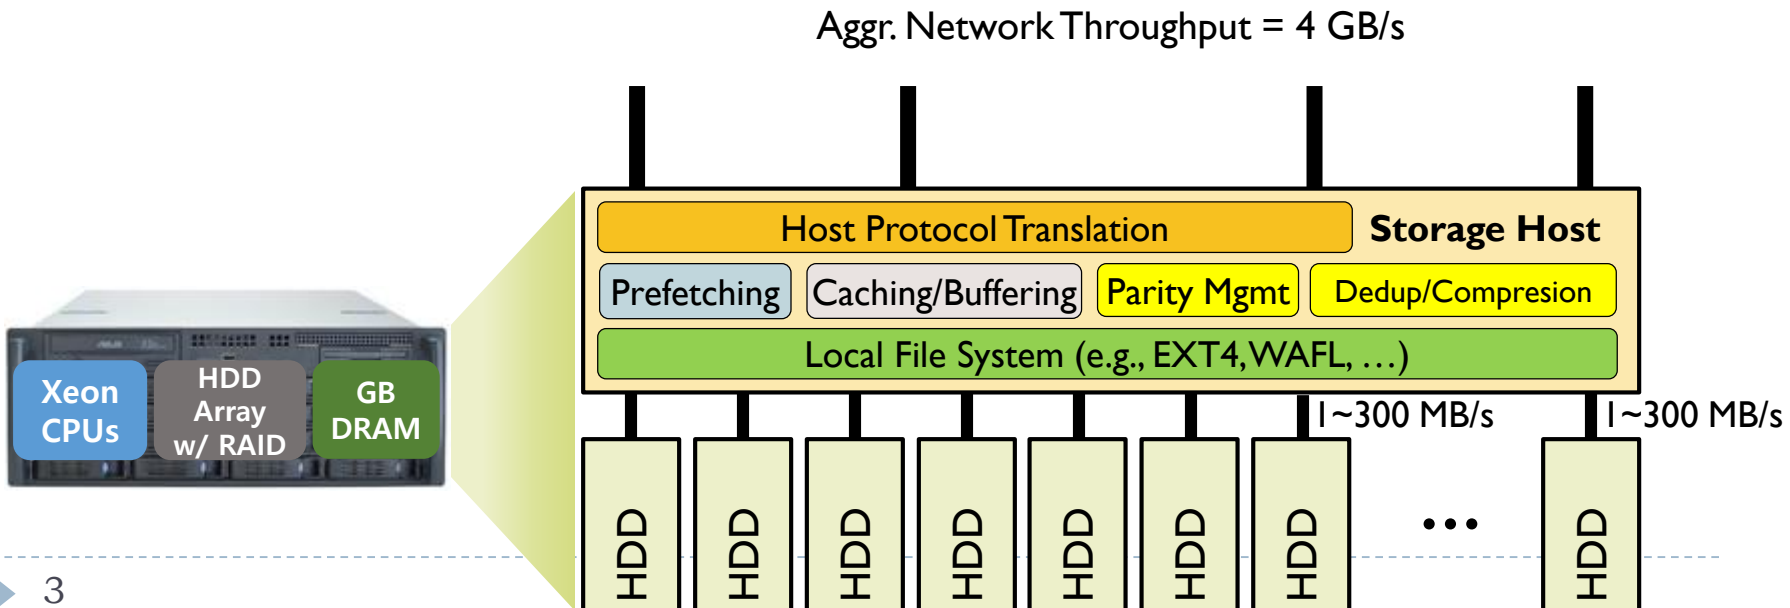 Aggr. Network Throughput = 4 GB/s
Host Protocol Translation
Storage Host
Prefetching
Caching/Buffering
Parity Mgmt
Dedup/Compresion
Local File System (e.g., EXT4, WAFL, …)
Xeon
CPUs
HDD
Array
w/ RAID
GB
DRAM
1~300 MB/s
1~300 MB/s
HDD
HDD
HDD
HDD
HDD
HDD
HDD
...
HDD
3